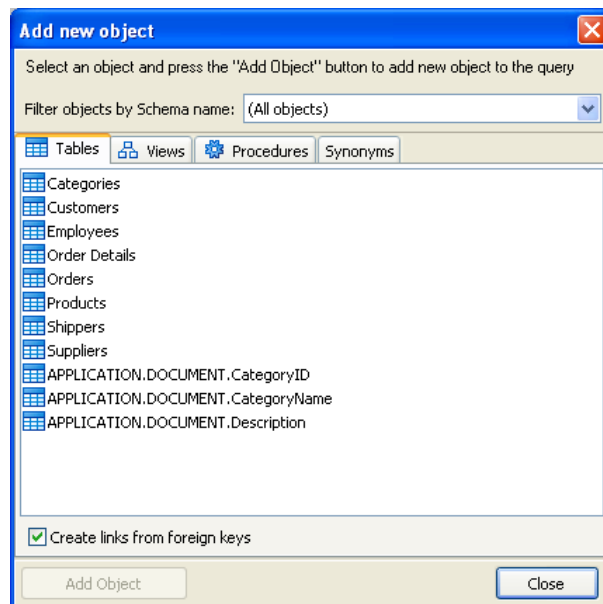 Add new object
Select an object and press the "Add Object" button to add new object to the query
Filter objects by Schema name: (All objects)
Tables Views Procedures Synonyms
Categories
Customers
Employees
Order Details
Orders
Products
Shippers
Suppliers
APPLICATION.DOCUMENT.CategoryID
APPLICATION.DOCUMENT.CategoryName
APPLICATION.DOCUMENT.Description
Create links from foreign keys
Add Object Close